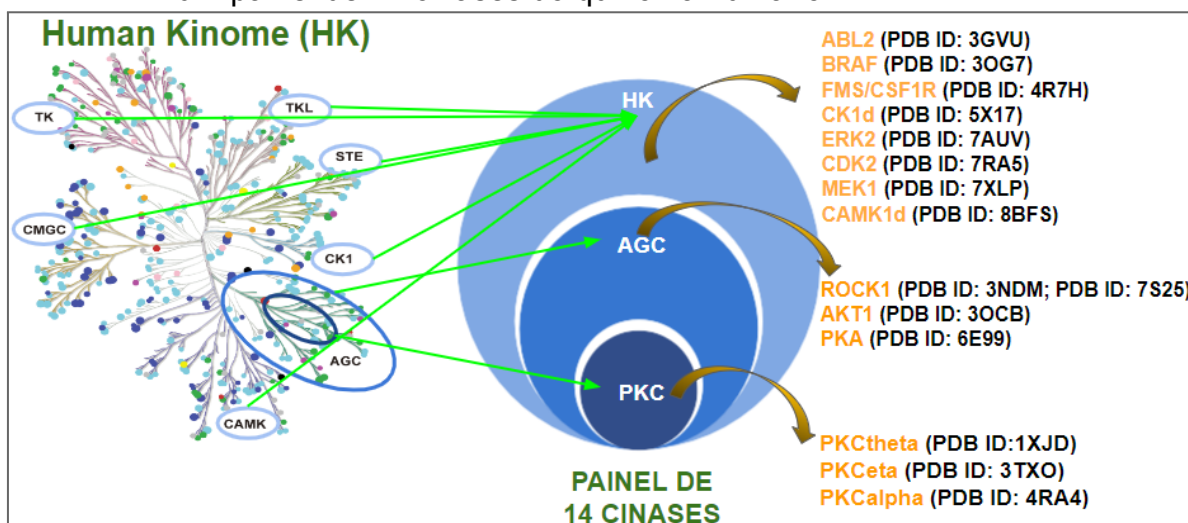 Human Kinome (HK)
TK
TKL
STE
CMGC
CK1
AGC
CAMK
HK
AGC
PKC
PAINEL DE
14 CINASES
ABL2 (PDB ID: 3GVU)
BRAF (PDB ID: 3OG7)
FMS/CSF1R (PDB ID: 4R7H)
CK1d (PDB ID: 5X17)
ERK2 (PDB ID: 7AUV)
CDK2 (PDB ID: 7RA5)
MEK1 (PDB ID: 7XLP)
CAMK1d (PDB ID: 8BFS)
ROCK1 (PDB ID: 3NDM; PDB ID: 7S25)
AKT1 (PDB ID: 3OCB)
PKA (PDB ID: 6E99)
PKCtheta (PDB ID:1XJD)
PKCeta (PDB ID: 3TXO)
PKCalpha (PDB ID: 4RA4)